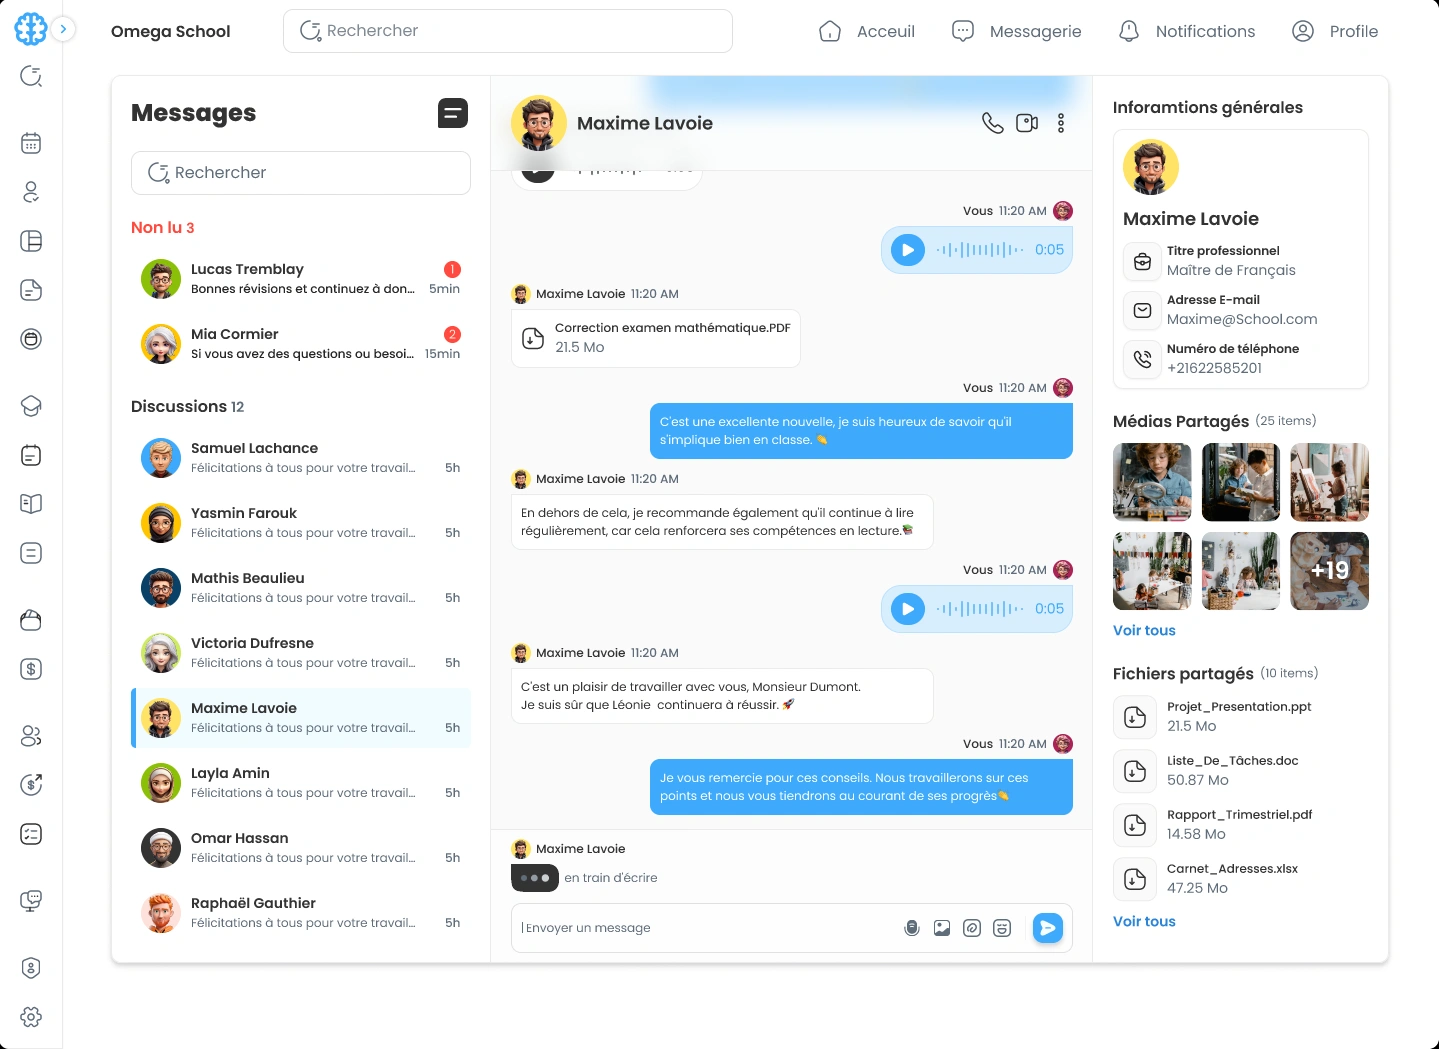 Omega School
Rechercher
Acceuil
Messagerie
Notifications
Profile
Messages
Rechercher
Non lu 3
Lucas Tremblay
1
Bonnes révisions et continuez à don...
5min
Mia Cormier
2
Si vous avez des questions ou besoi...
15min
Discussions 12
Samuel Lachance
Félicitations à tous pour votre travail...
5h
Yasmin Farouk
Félicitations à tous pour votre travail...
5h
Mathis Beaulieu
Félicitations à tous pour votre travail...
5h
Victoria Dufresne
Félicitations à tous pour votre travail...
5h
Maxime Lavoie
Félicitations à tous pour votre travail...
5h
Layla Amin
Félicitations à tous pour votre travail...
5h
Omar Hassan
Félicitations à tous pour votre travail...
5h
Raphaël Gauthier
Félicitations à tous pour votre travail...
5h
Maxime Lavoie
Vous 11:20 AM
0:05
Maxime Lavoie 11:20 AM
Correction examen mathématique.PDF
21.5 Mo
Vous 11:20 AM
C'est une excellente nouvelle, je suis heureux de savoir qu'il
s'implique bien en classe. 👏
Maxime Lavoie 11:20 AM
En dehors de cela, je recommande également qu'il continue à lire
régulièrement, car cela renforcera ses compétences en lecture.📚
Vous 11:20 AM
0:05
Maxime Lavoie 11:20 AM
C'est un plaisir de travailler avec vous, Monsieur Dumont.
Je suis sûr que Léonie continuera à réussir. 🚀
Vous 11:20 AM
Je vous remercie pour ces conseils. Nous travaillerons sur ces
points et nous vous tiendrons au courant de ses progrès👏
Maxime Lavoie
en train d'écrire
Envoyer un message
Inforamtions générales
Maxime Lavoie
Titre professionnel
Maître de Français
Adresse E-mail
Maxime@School.com
Numéro de téléphone
+21622585201
Médias Partagés (25 items)
+19
Voir tous
Fichiers partagés (10 items)
Projet_Presentation.ppt
21.5 Mo
Liste_De_Tâches.doc
50.87 Mo
Rapport_Trimestriel.pdf
14.58 Mo
Carnet_Adresses.xlsx
47.25 Mo
Voir tous